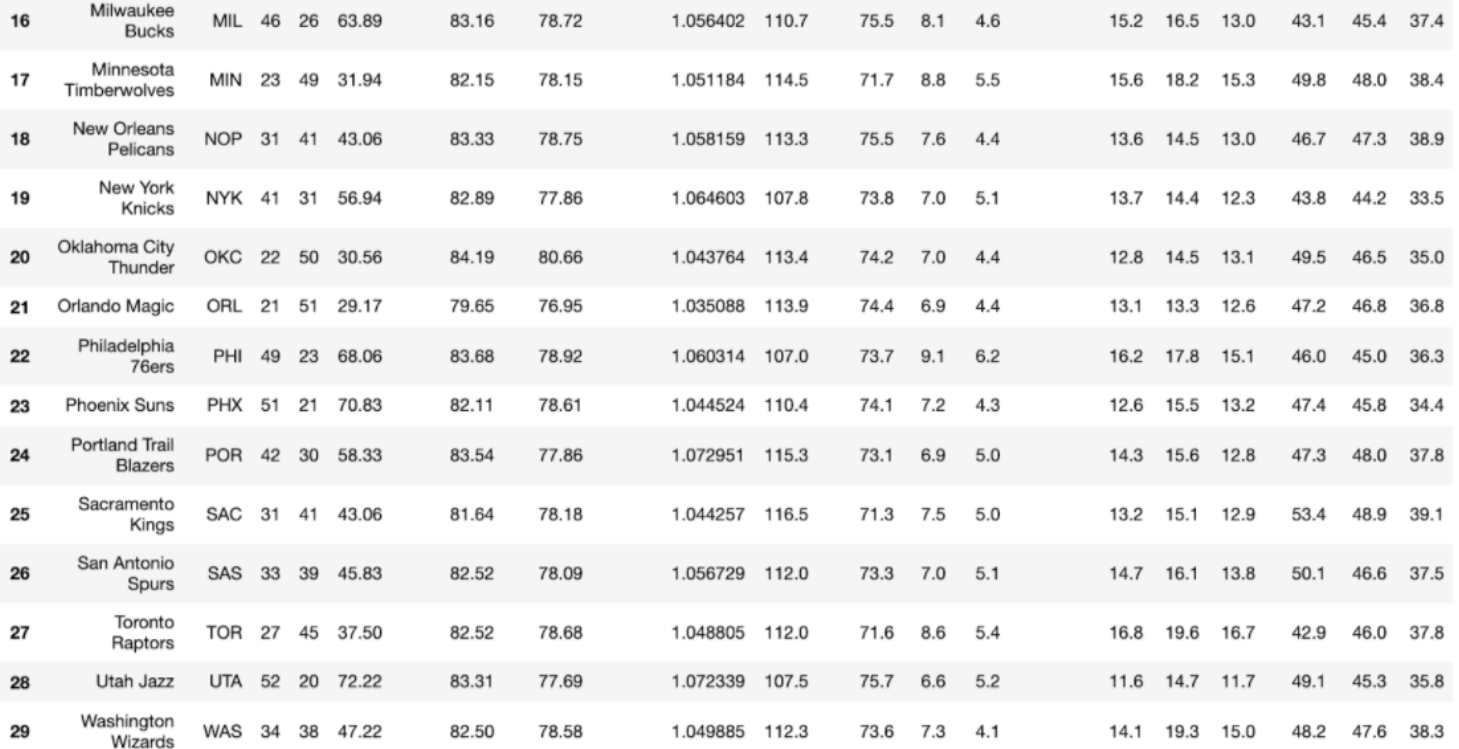 16 Milwaukee Bucks MIL 46 26 63.89 83.16 78.72 1.056402 110.7 75.5 8.1 4.6 15.2 16.5 13.0 43.1 45.4 37.4
17 Minnesota Timberwolves MIN 23 49 31.94 82.15 78.15 1.051184 114.5 71.7 8.8 5.5 15.6 18.2 15.3 49.8 48.0 38.4
18 New Orleans Pelicans NOP 31 41 43.06 83.33 78.75 1.058159 113.3 75.5 7.6 4.4 13.6 14.5 13.0 46.7 47.3 38.9
19 New York Knicks NYK 41 31 56.94 82.89 77.86 1.064603 107.8 73.8 7.0 5.1 13.7 14.4 12.3 43.8 44.2 33.5
20 Oklahoma City Thunder OKC 22 50 30.56 84.19 80.66 1.043764 113.4 74.2 7.0 4.4 12.8 14.5 13.1 49.5 46.5 35.0
21 Orlando Magic ORL 21 51 29.17 79.65 76.95 1.035088 113.9 74.4 6.9 4.4 13.1 13.3 12.6 47.2 46.8 36.8
22 Philadelphia 76ers PHI 49 23 68.06 83.68 78.92 1.060314 107.0 73.7 9.1 6.2 16.2 17.8 15.1 46.0 45.0 36.3
23 Phoenix Suns PHX 51 21 70.83 82.11 78.61 1.044524 110.4 74.1 7.2 4.3 12.6 15.5 13.2 47.4 45.8 34.4
24 Portland Trail Blazers POR 42 30 58.33 83.54 77.86 1.072951 115.3 73.1 6.9 5.0 14.3 15.6 12.8 47.3 48.0 37.8
25 Sacramento Kings SAC 31 41 43.06 81.64 78.18 1.044257 116.5 71.3 7.5 5.0 13.2 15.1 12.9 53.4 48.9 39.1
26 San Antonio Spurs SAS 33 39 45.83 82.52 78.09 1.056729 112.0 73.3 7.0 5.1 14.7 16.1 13.8 50.1 46.6 37.5
27 Toronto Raptors TOR 27 45 37.50 82.52 78.68 1.048805 112.0 71.6 8.6 5.4 16.8 19.6 16.7 42.9 46.0 37.8
28 Utah Jazz UTA 52 20 72.22 83.31 77.69 1.072339 107.5 75.7 6.6 5.2 11.6 14.7 11.7 49.1 45.3 35.8
29 Washington Wizards WAS 34 38 47.22 82.50 78.58 1.049885 112.3 73.6 7.3 4.1 14.1 19.3 15.0 48.2 47.6 38.3